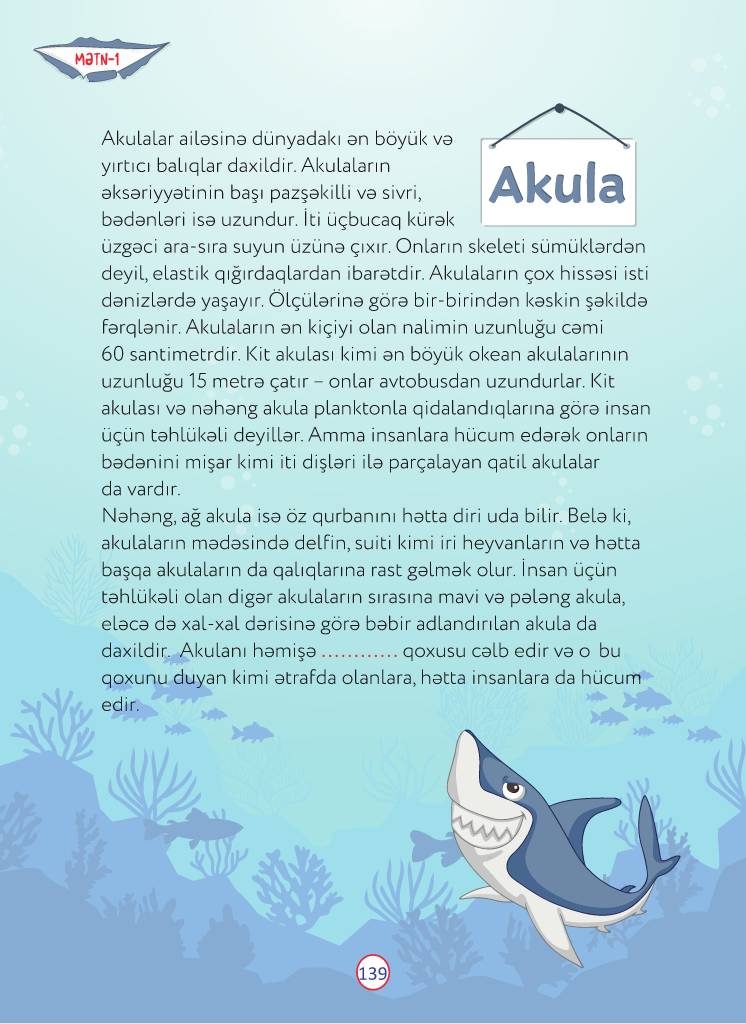 MƏTN-1
Akula
Akulalar ailəsinə dünyadakı ən böyük və
yırtıcı balıqlar daxildir. Akulaların
əksəriyyətinin başı pazşəkilli və sivri,
bədənləri isə uzundur. İti üçbucaq kürək
üzgəci ara-sıra suyun üzünə çıxır. Onların skeleti sümüklərdən
deyil, elastik qığırdaqlardan ibarətdir. Akulaların çox hissəsi isti
dənizlərdə yaşayır. Ölçülərinə görə bir-birindən kəskin şəkildə
fərqlənir. Akulaların ən kiçiyi olan nalimin uzunluğu cəmi
60 santimetrdir. Kit akulası kimi ən böyük okean akulalarının
uzunluğu 15 metrə çatır – onlar avtobusdan uzundurlar. Kit
akulası və nəhəng akula planktonla qidalandıqlarına görə insan
üçün təhlükəli deyillər. Amma insanlara hücum edərək onların
bədənini mişar kimi iti dişləri ilə parçalayan qatil akulalar
da vardır.
Nəhəng, ağ akula isə öz qurbanını hətta diri uda bilir. Belə ki,
akulaların mədəsində delfin, suiti kimi iri heyvanların və hətta
başqa akulaların da qalıqlarına rast gəlmək olur. İnsan üçün
təhlükəli olan digər akulaların sırasına mavi və pələng akula,
eləcə də xal-xal dərisinə görə bəbir adlandırılan akula da
daxildir. Akulanı həmişə ............ qoxusu cəlb edir və o bu
qoxunu duyan kimi ətrafda olanlara, hətta insanlara da hücum
edir.
139